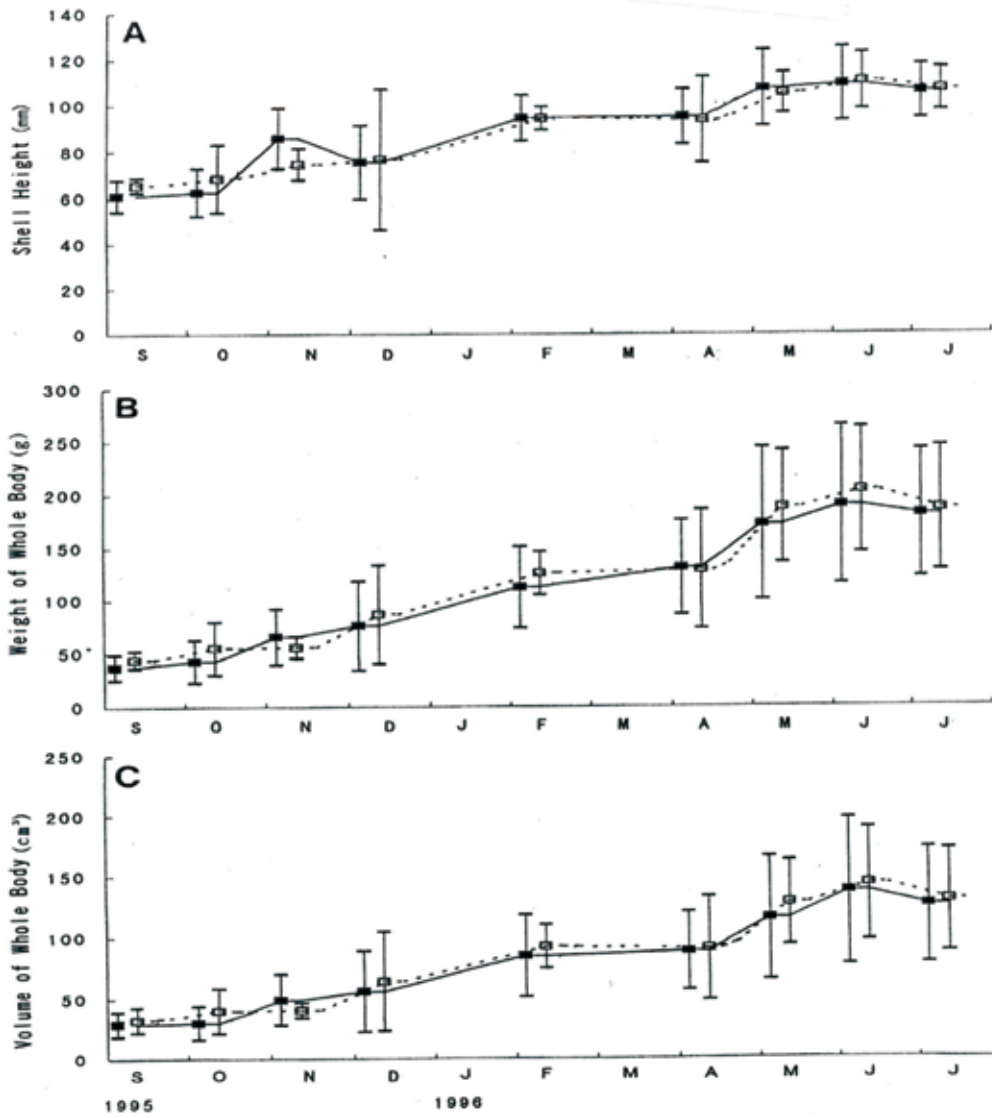 A
Shell Height (mm)
140
120
100
80
60
40
20
0
S O N D J F M A M J J
B
Weight of Whole Body (g)
300
250
200
150
100
50
0
S O N D J F M A M J J
C
Volume of Whole Body (cm³)
250
200
150
100
50
0
S O N D J F M A M J J
1995 1996